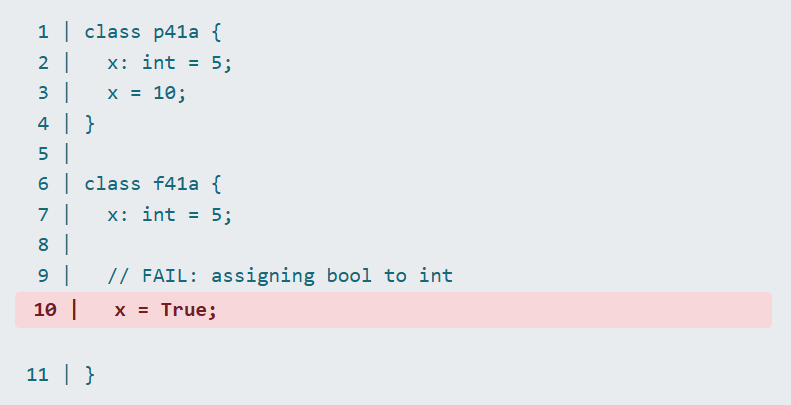 1 | class p41a {
2 |   x: int = 5;
3 |   x = 10;
4 | }
5 |
6 | class f41a {
7 |   x: int = 5;
8 |
9 |   // FAIL: assigning bool to int
10 |   x = True;
11 | }